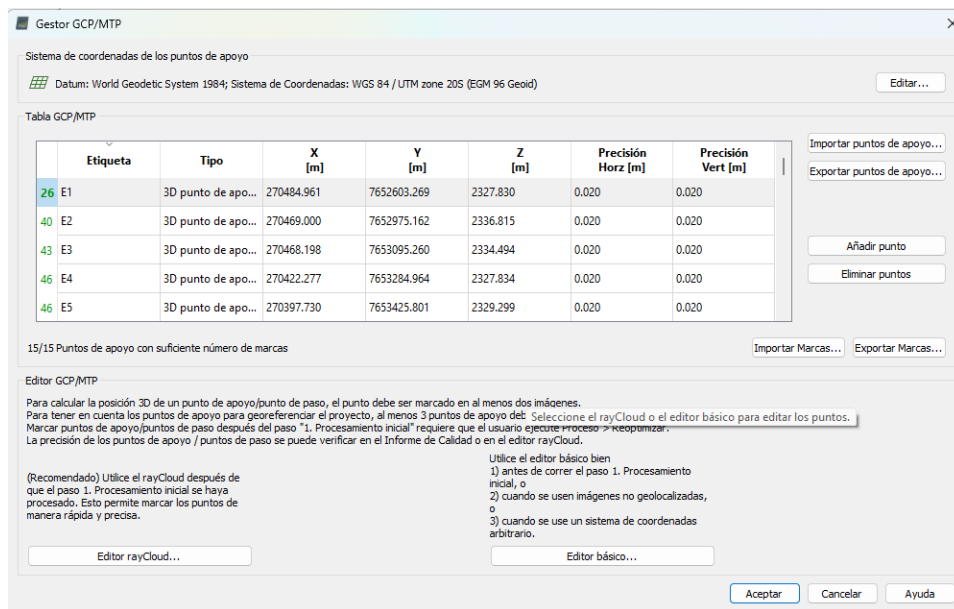 Gestor GCP/MTP
Sistema de coordenadas de los puntos de apoyo
Datum: World Geodetic System 1984; Sistema de Coordenadas: WGS 84 / UTM zone 20S (EGM 96 Geoid)
Editar...
Tabla GCP/MTP
Etiqueta Tipo X [m] Y [m] Z [m] Precisión Horz [m] Precisión Vert [m]
26 E1 3D punto de apo... 270484.961 7652603.269 2327.830 0.020 0.020
40 E2 3D punto de apo... 270469.000 7652975.162 2336.815 0.020 0.020
43 E3 3D punto de apo... 270468.198 7653095.260 2334.494 0.020 0.020
46 E4 3D punto de apo... 270422.277 7653284.964 2327.834 0.020 0.020
46 E5 3D punto de apo... 270397.730 7653425.801 2329.299 0.020 0.020
Importar puntos de apoyo...
Exportar puntos de apoyo...
Añadir punto
Eliminar puntos
15/15 Puntos de apoyo con suficiente número de marcas
Importar Marcas... Exportar Marcas...
Editor GCP/MTP
Para calcular la posición 3D de un punto de apoyo/punto de paso, el punto debe ser marcado en al menos dos imágenes.
Para tener en cuenta los puntos de apoyo para georeferenciar el proyecto, al menos 3 puntos de apoyo deb
Seleccione el rayCloud o el editor básico para editar los puntos.
Marcar puntos de apoyo/puntos de paso después del paso "1. Procesamiento inicial" requiere que el usuario ejecute Proceso > Reoptimizar.
La precisión de los puntos de apoyo / puntos de paso se puede verificar en el Informe de Calidad o en el editor rayCloud.
(Recomendado) Utilice el rayCloud después de
que el paso 1. Procesamiento inicial se haya
procesado. Esto permite marcar los puntos de
manera rápida y precisa.
Editor rayCloud...
Utilice el editor básico bien
1) antes de correr el paso 1. Procesamiento
inicial, o
2) cuando se usen imágenes no geolocalizadas,
o
3) cuando se use un sistema de coordenadas
arbitrario.
Editor básico...
Aceptar Cancelar Ayuda